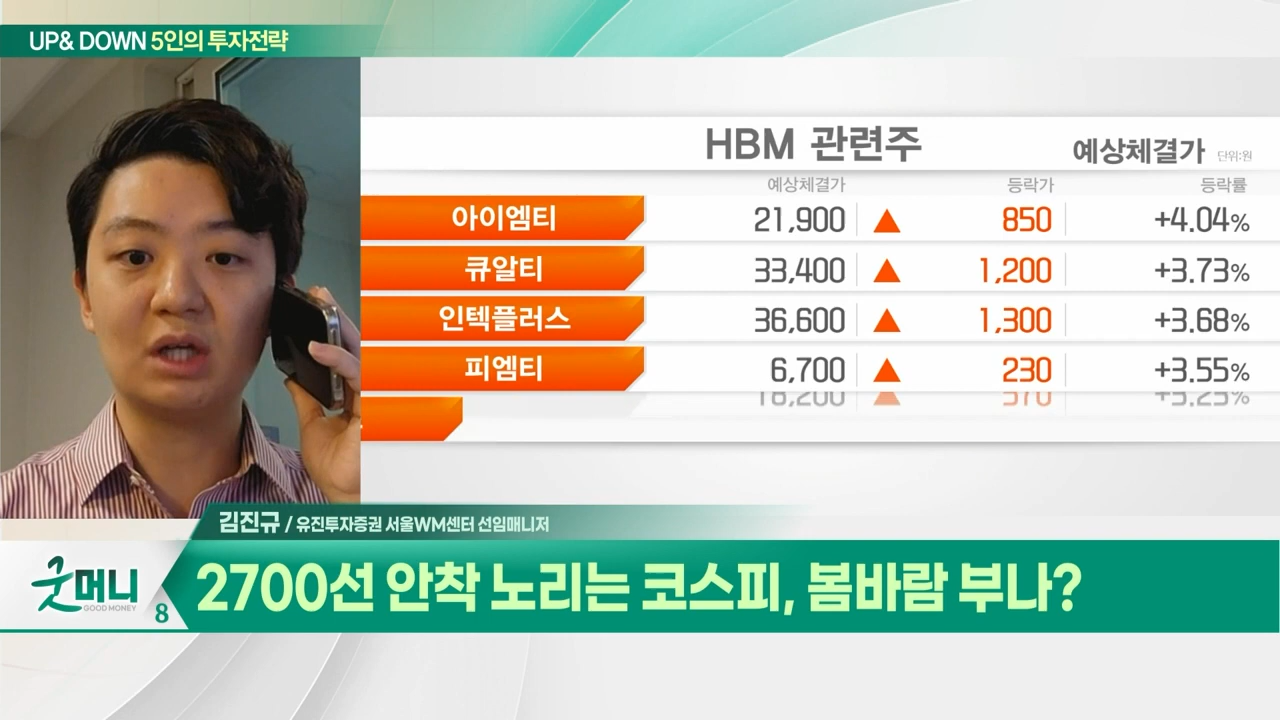 UP& DOWN 5인의 투자전략
HBM 관련주 예상체결가 단위:원
예상체결가 등락가 등락률
아이엠티 21,900 ▲ 850 +4.04%
큐알티 33,400 ▲ 1,200 +3.73%
인텍플러스 36,600 ▲ 1,300 +3.68%
피엠티 6,700 ▲ 230 +3.55%
김진규 / 유진투자증권 서울WM센터 선임매니저
굿머니 GOOD MONEY 8
2700선 안착 노리는 코스피, 봄바람 부나?